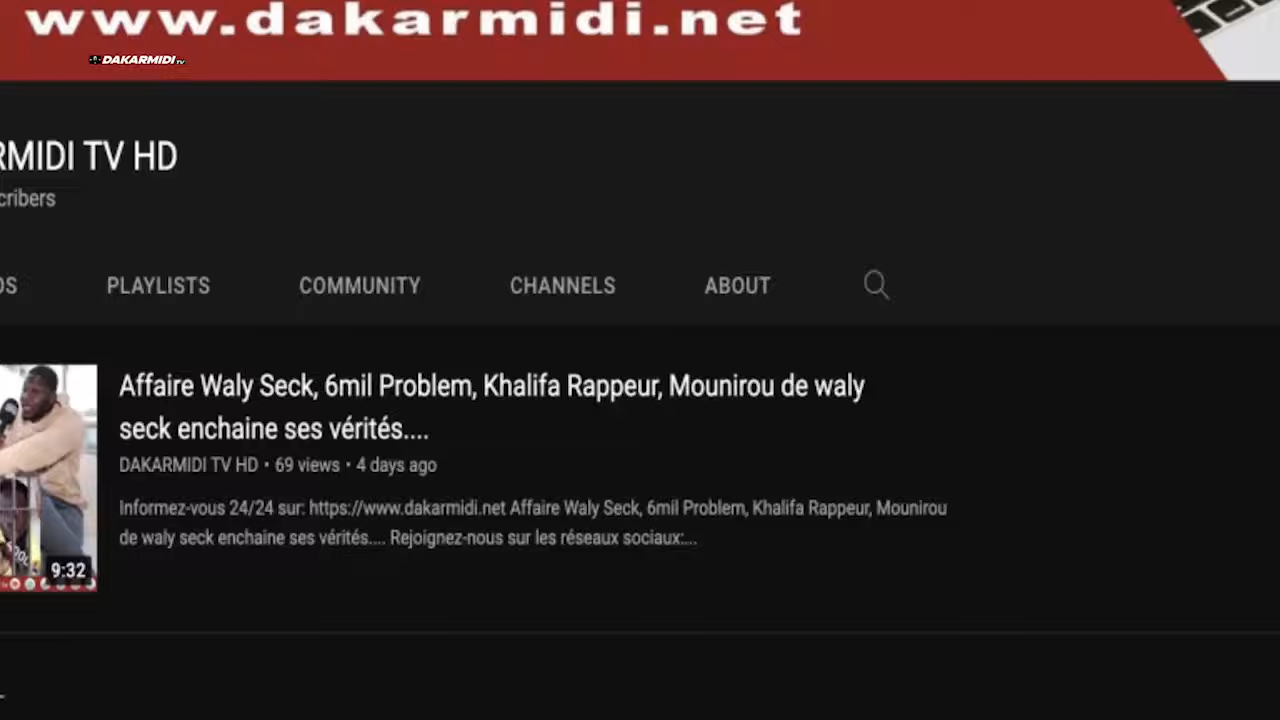 www.dakarmidi.net
DAKARMIDI TV
RMIDI TV HD
cribers
OS
PLAYLISTS
COMMUNITY
CHANNELS
ABOUT
Affaire Waly Seck, 6mil Problem, Khalifa Rappeur, Mounirou de waly
seck enchaine ses vérités....
DAKARMIDI TV HD • 69 views • 4 days ago
Informez-vous 24/24 sur: https://www.dakarmidi.net Affaire Waly Seck, 6mil Problem, Khalifa Rappeur, Mounirou
de waly seck enchaine ses vérités.... Rejoignez-nous sur les réseaux sociaux:...
9:32